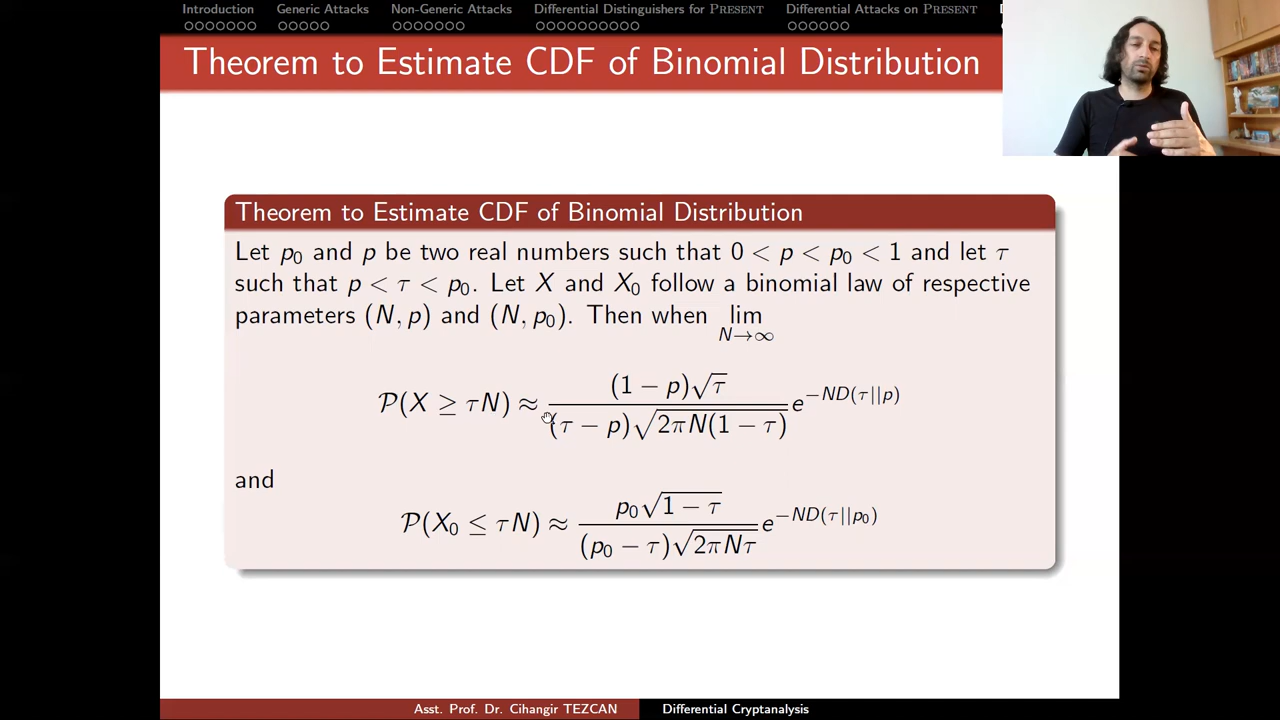 Introduction Generic Attacks Non-Generic Attacks Differential Distinguishers for PRESENT Differential Attacks on PRESENT
Theorem to Estimate CDF of Binomial Distribution
Theorem to Estimate CDF of Binomial Distribution
Let p₀ and p be two real numbers such that 0 < p < p₀ < 1 and let τ
such that p < τ < p₀. Let X and X₀ follow a binomial law of respective
parameters (N, p) and (N, p₀). Then when lim N→∞
P(X ≥ τN) ≈ (1 − p)√τ / (τ − p)√2πN(1 − τ) e^−ND(τ||p)
and
P(X₀ ≤ τN) ≈ p₀√1 − τ / (p₀ − τ)√2πNτ e^−ND(τ||p₀)
Asst. Prof. Dr. Cihangir TEZCAN Differential Cryptanalysis